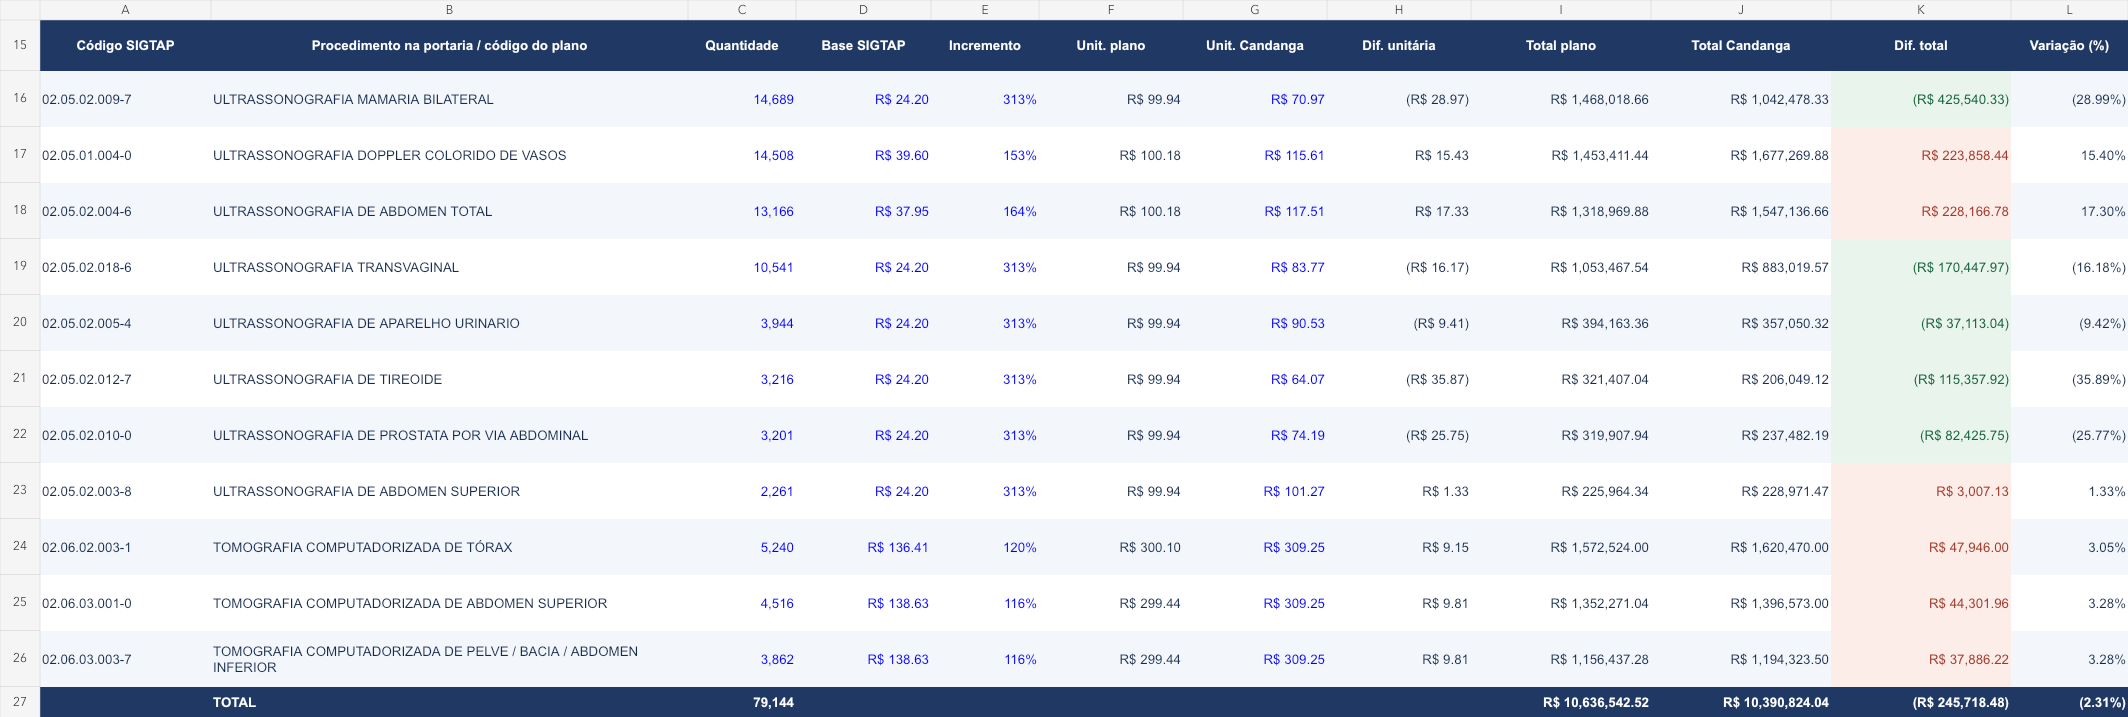 A B C D E F G H I J K L
15 Código SIGTAP Procedimento na portaria / código do plano Quantidade Base SIGTAP Incremento Unit. plano Unit. Candanga Dif. unitária Total plano Total Candanga Dif. total Variação (%)
16 02.05.02.009-7 ULTRASSONOGRAFIA MAMARIA BILATERAL 14,689 R$ 24.20 313% R$ 99.94 R$ 70.97 (R$ 28.97) R$ 1,468,018.66 R$ 1,042,478.33 (R$ 425,540.33) (28.99%)
17 02.05.01.004-0 ULTRASSONOGRAFIA DOPPLER COLORIDO DE VASOS 14,508 R$ 39.60 153% R$ 100.18 R$ 115.61 R$ 15.43 R$ 1,453,411.44 R$ 1,677,269.88 R$ 223,858.44 15.40%
18 02.05.02.004-6 ULTRASSONOGRAFIA DE ABDOMEN TOTAL 13,166 R$ 37.95 164% R$ 100.18 R$ 117.51 R$ 17.33 R$ 1,318,969.88 R$ 1,547,136.66 R$ 228,166.78 17.30%
19 02.05.02.018-6 ULTRASSONOGRAFIA TRANSVAGINAL 10,541 R$ 24.20 313% R$ 99.94 R$ 83.77 (R$ 16.17) R$ 1,053,467.54 R$ 883,019.57 (R$ 170,447.97) (16.18%)
20 02.05.02.005-4 ULTRASSONOGRAFIA DE APARELHO URINARIO 3,944 R$ 24.20 313% R$ 99.94 R$ 90.53 (R$ 9.41) R$ 394,163.36 R$ 357,050.32 (R$ 37,113.04) (9.42%)
21 02.05.02.012-7 ULTRASSONOGRAFIA DE TIREOIDE 3,216 R$ 24.20 313% R$ 99.94 R$ 64.07 (R$ 35.87) R$ 321,407.04 R$ 206,049.12 (R$ 115,357.92) (35.89%)
22 02.05.02.010-0 ULTRASSONOGRAFIA DE PROSTATA POR VIA ABDOMINAL 3,201 R$ 24.20 313% R$ 99.94 R$ 74.19 (R$ 25.75) R$ 319,907.94 R$ 237,482.19 (R$ 82,425.75) (25.77%)
23 02.05.02.003-8 ULTRASSONOGRAFIA DE ABDOMEN SUPERIOR 2,261 R$ 24.20 313% R$ 99.94 R$ 101.27 R$ 1.33 R$ 225,964.34 R$ 228,971.47 R$ 3,007.13 1.33%
24 02.06.02.003-1 TOMOGRAFIA COMPUTADORIZADA DE TÓRAX 5,240 R$ 136.41 120% R$ 300.10 R$ 309.25 R$ 9.15 R$ 1,572,524.00 R$ 1,620,470.00 R$ 47,946.00 3.05%
25 02.06.03.001-0 TOMOGRAFIA COMPUTADORIZADA DE ABDOMEN SUPERIOR 4,516 R$ 138.63 116% R$ 299.44 R$ 309.25 R$ 9.81 R$ 1,352,271.04 R$ 1,396,573.00 R$ 44,301.96 3.28%
26 02.06.03.003-7 TOMOGRAFIA COMPUTADORIZADA DE PELVE / BACIA / ABDOMEN
INFERIOR 3,862 R$ 138.63 116% R$ 299.44 R$ 309.25 R$ 9.81 R$ 1,156,437.28 R$ 1,194,323.50 R$ 37,886.22 3.28%
27 TOTAL 79,144 R$ 10,636,542.52 R$ 10,390,824.04 (R$ 245,718.48) (2.31%)